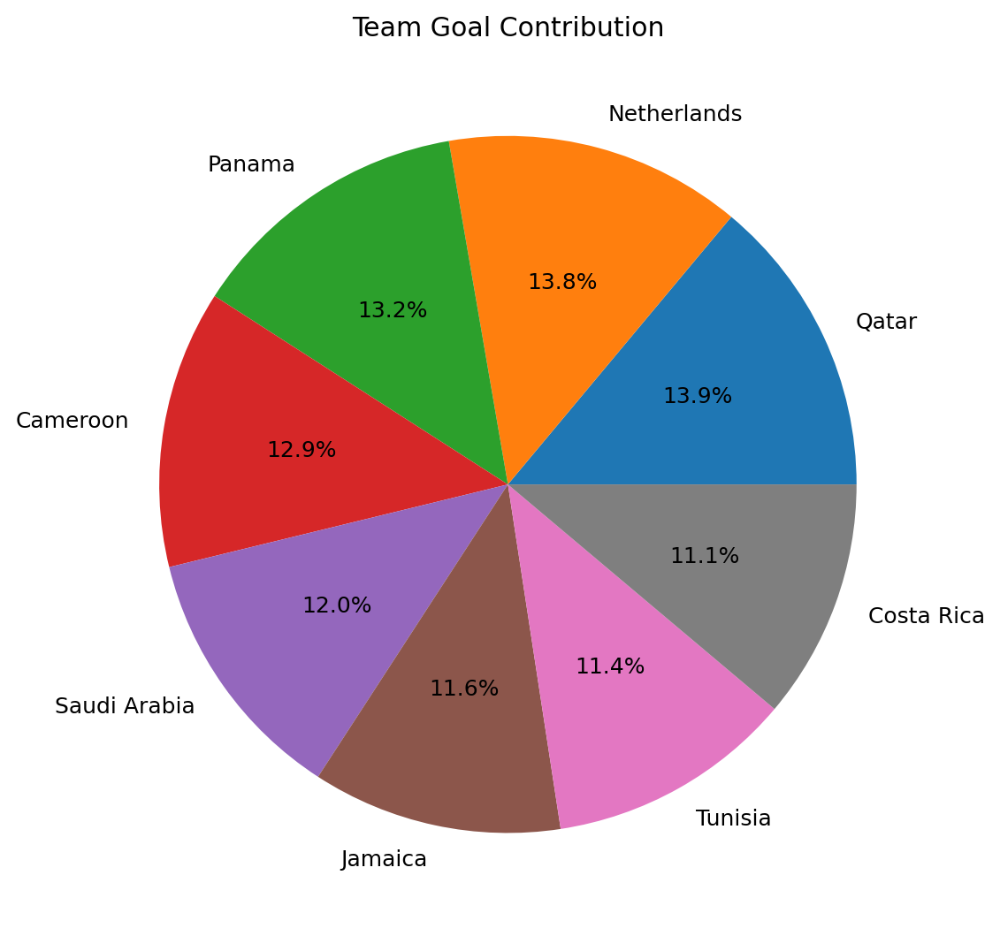 Team Goal Contribution
Netherlands
Panama
13.8%
13.2%
Qatar
13.9%
Cameroon
12.9%
11.1%
12.0%
Costa Rica
11.4%
11.6%
Saudi Arabia
Tunisia
Jamaica